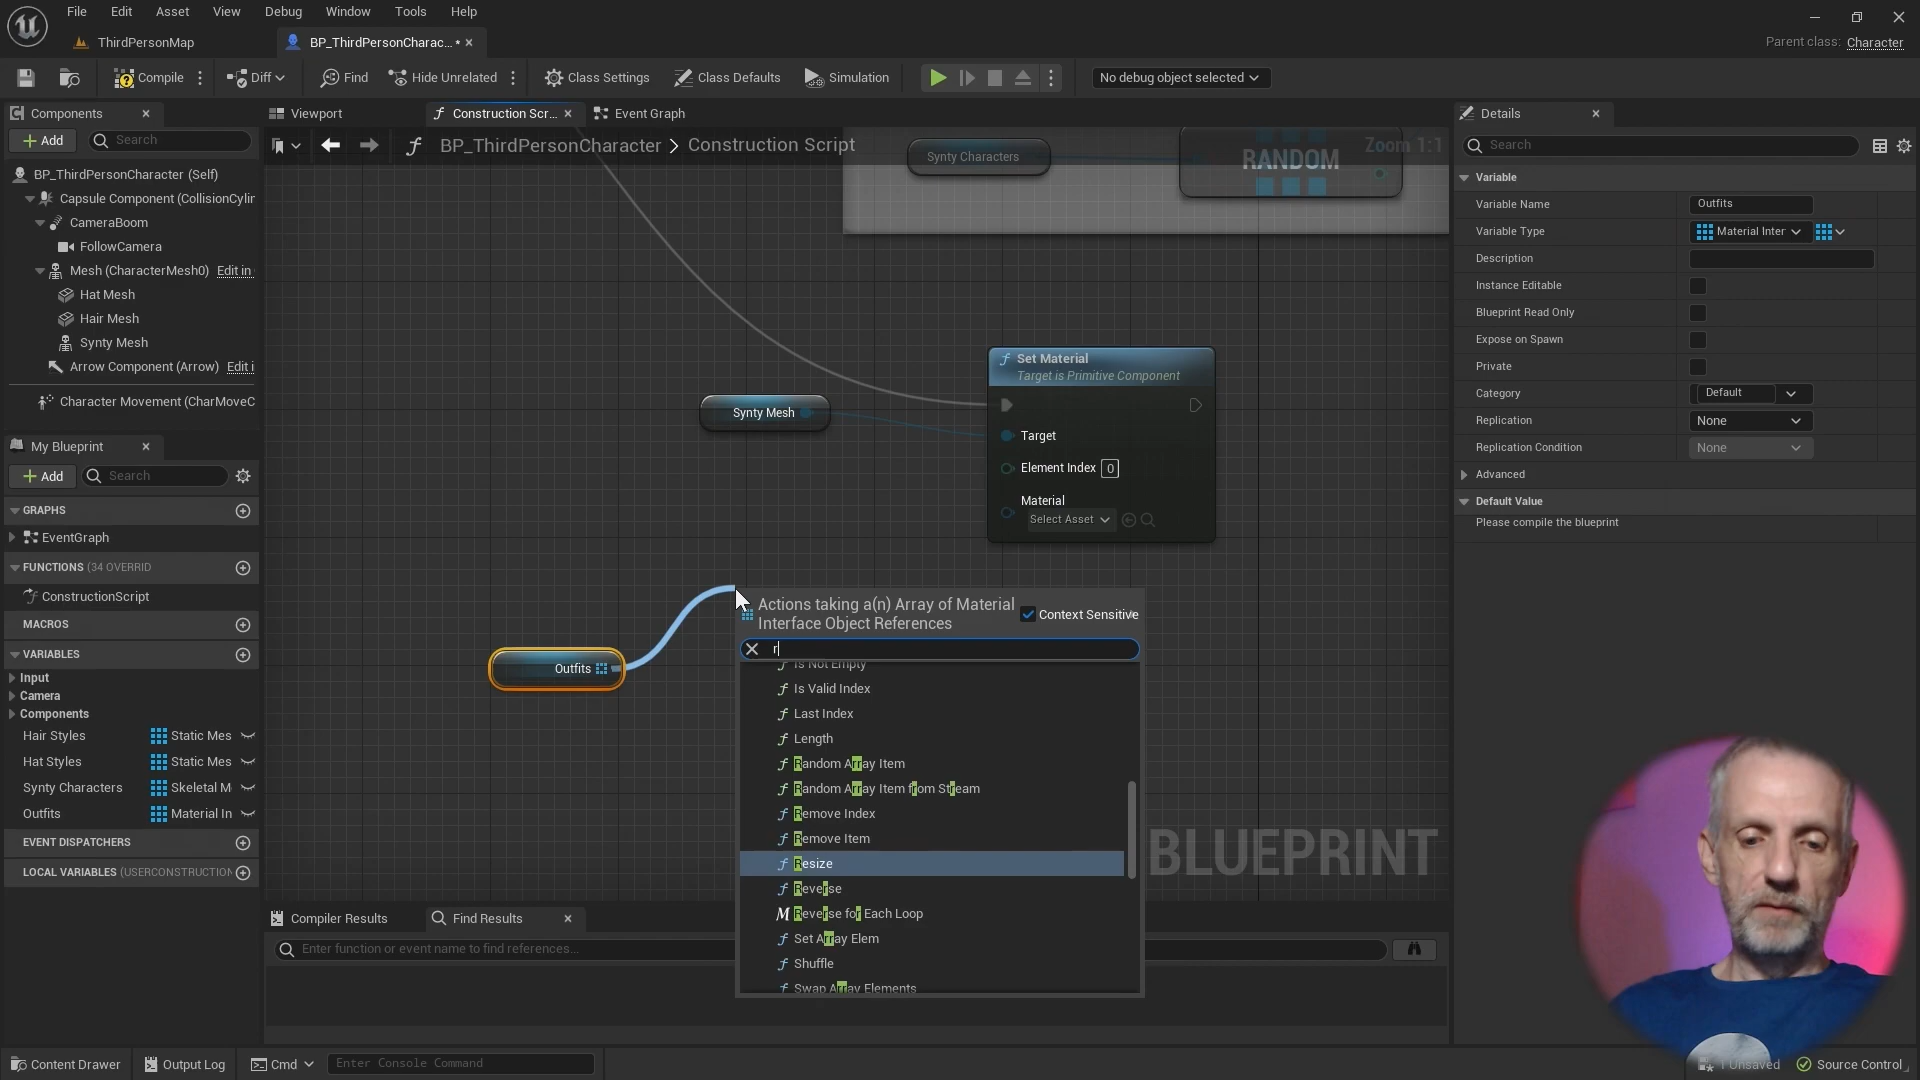 File Edit Asset View Debug Window Tools Help
ThirdPersonMap
BP_ThirdPersonCharac... •
Parent class: Character
Compile Diff Find Hide Unrelated Class Settings Class Defaults Simulation No debug object selected
Components
Add Search
BP_ThirdPersonCharacter (Self)
Capsule Component (CollisionCylin
CameraBoom
FollowCamera
Mesh (CharacterMesh0) Edit in
Hat Mesh
Hair Mesh
Synty Mesh
Arrow Component (Arrow) Edit i
Character Movement (CharMoveC
My Blueprint
Add Search
GRAPHS
EventGraph
FUNCTIONS (34 OVERRID
ConstructionScript
MACROS
VARIABLES
Input
Camera
Components
Hair Styles Static Mes
Hat Styles Static Mes
Synty Characters Skeletal M
Outfits Material In
EVENT DISPATCHERS
LOCAL VARIABLES (USERCONSTRUCTION
Viewport Construction Scr... Event Graph
BP_ThirdPersonCharacter > Construction Script
Zoom 1:1
Synty Characters
RANDOM
Set Material
Target is Primitive Component
Synty Mesh
Target
Element Index 0
Material
Select Asset
Outfits
Actions taking a(n) Array of Material
Interface Object References
Context Sensitive
r
Is Not Empty
Is Valid Index
Last Index
Length
Random Array Item
Random Array Item from Stream
Remove Index
Remove Item
Resize
Reverse
Reverse for Each Loop
Set Array Elem
Shuffle
Swap Array Elements
BLUEPRINT
Compiler Results Find Results
Enter function or event name to find references...
Details
Search
Variable
Variable Name Outfits
Variable Type Material Inter
Description
Instance Editable
Blueprint Read Only
Expose on Spawn
Private
Category Default
Replication None
Replication Condition None
Advanced
Default Value
Please compile the blueprint
Content Drawer Output Log Cmd Enter Console Command
1 Unsaved Source Control